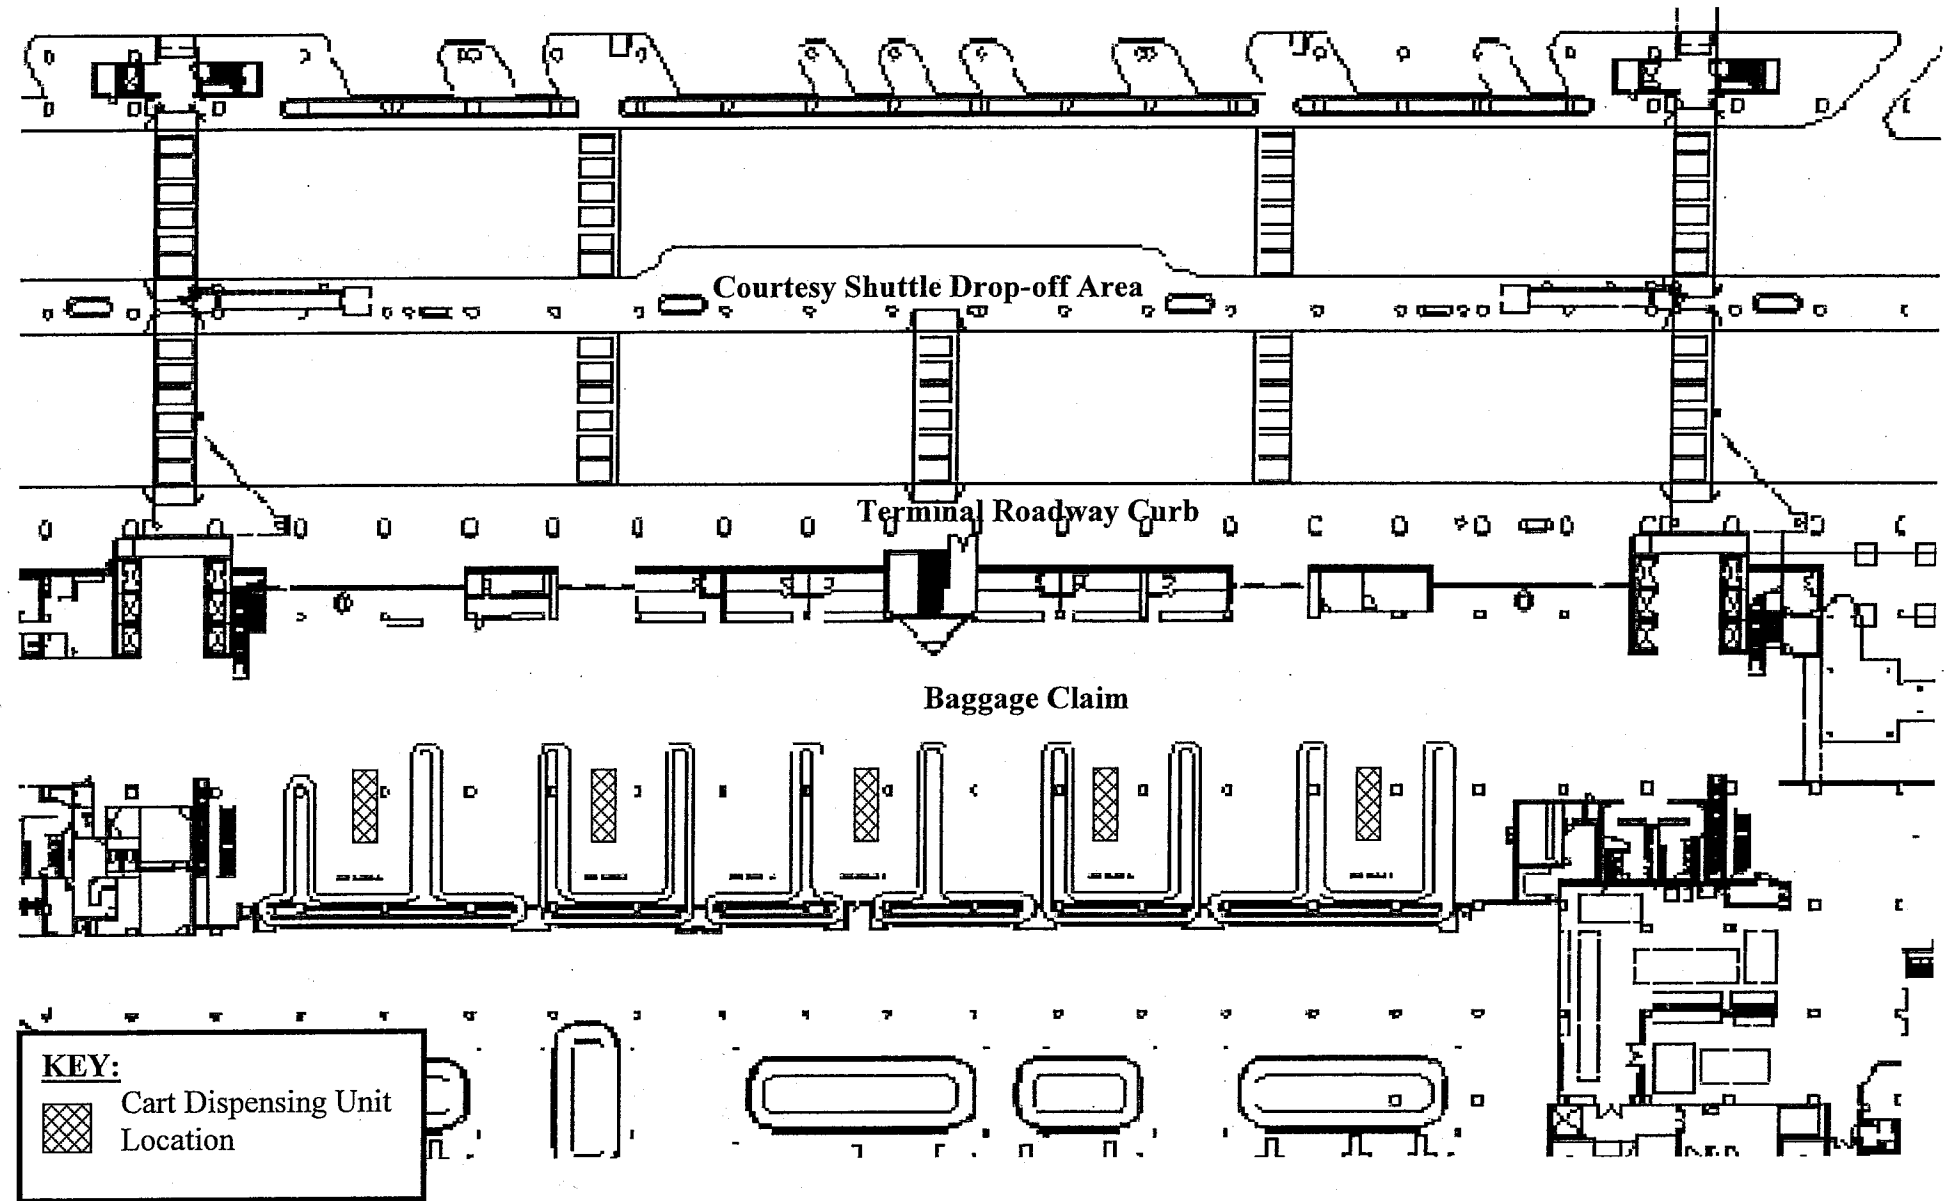 Courtesy Shuttle Drop-off Area
Terminal Roadway Curb
Baggage Claim
KEY:
Cart Dispensing Unit
Location